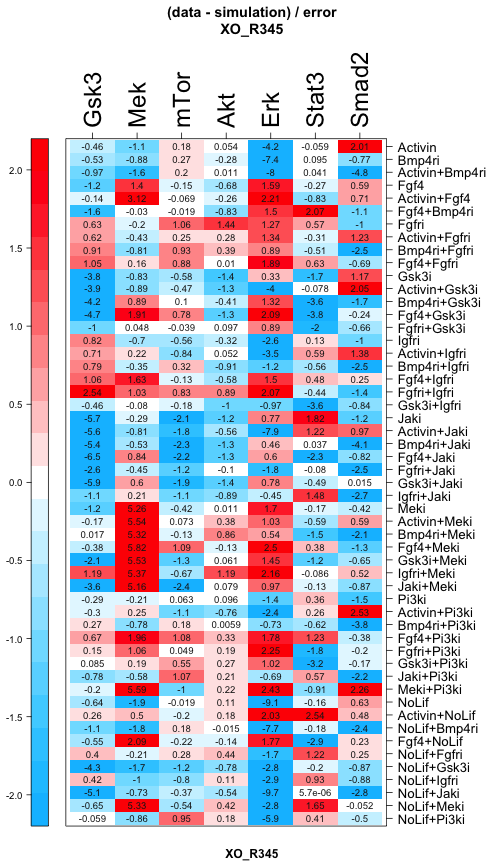 (data - simulation) / error
XO_R345
Gsk3 Mek mTor Akt Erk Stat3 Smad2
2.0
1.5
1.0
0.5
0.0
-0.5
-1.0
-1.5
-2.0
-0.46 -1.1 0.18 0.054 -4.2 -0.059 2.01 Activin
-0.53 -0.88 0.27 -0.28 -7.4 0.095 -0.77 Bmp4ri
-0.97 -1.6 0.2 0.011 -8 0.041 -4.8 Activin+Bmp4ri
-1.2 1.4 -0.15 -0.68 1.59 -0.27 0.59 Fgf4
-0.14 3.12 -0.069 -0.26 2.21 -0.83 0.71 Activin+Fgf4
-1.6 -0.03 -0.019 -0.83 1.5 2.07 -1.1 Fgf4+Bmp4ri
0.63 -0.2 1.06 1.44 1.27 0.57 -1 Fgfri
0.62 -0.43 0.25 0.28 1.34 -0.31 1.23 Activin+Fgfri
0.91 -0.81 0.93 0.39 0.89 -0.51 -2.5 Bmp4ri+Fgfri
1.05 0.16 0.88 0.01 1.89 0.63 -0.69 Fgf4+Fgfri
-3.8 -0.83 -0.58 -1.4 0.33 -1.7 1.17 Gsk3i
-3.9 -0.89 -0.47 -1.3 -4 -0.078 2.05 Activin+Gsk3i
-4.2 0.89 0.1 -0.41 1.32 -3.6 -1.7 Bmp4ri+Gsk3i
-4.7 1.91 0.78 -1.3 2.09 -3.8 -0.24 Fgf4+Gsk3i
-1 0.048 -0.039 0.097 0.89 -2 -0.66 Fgfri+Gsk3i
0.82 -0.7 -0.56 -0.32 -2.6 0.13 -1 Igfri
0.71 0.22 -0.84 0.052 -3.5 0.59 1.38 Activin+Igfri
0.79 -0.35 0.32 -0.91 -1.2 -0.56 -2.5 Bmp4ri+Igfri
1.06 1.63 -0.13 -0.58 1.5 0.48 0.25 Fgf4+Igfri
2.54 1.03 0.83 0.89 2.07 -0.44 -1.4 Fgfri+Igfri
-0.46 -0.08 -0.18 -1 -0.97 -3.6 -0.84 Gsk3i+Igfri
-5.7 -0.29 -2.1 -1.2 0.77 1.82 -1.2 Jaki
-5.6 -0.81 -1.8 -0.56 -7.9 1.22 0.97 Activin+Jaki
-5.4 -0.53 -2.3 -1.3 0.46 0.037 -4.1 Bmp4ri+Jaki
-6.5 0.84 -2.2 -1.3 0.6 -2.3 -0.82 Fgf4+Jaki
-2.6 -0.45 -1.2 -0.1 -1.8 -0.08 -2.5 Fgfri+Jaki
-5.9 0.6 -1.9 -1.4 0.78 -0.49 0.015 Gsk3i+Jaki
-1.1 0.21 -1.1 -0.89 -0.45 1.48 -2.7 Igfri+Jaki
-1.2 5.26 -0.42 0.011 1.7 -0.17 -0.42 Meki
-0.17 5.54 0.073 0.38 1.03 -0.59 0.59 Activin+Meki
0.017 5.32 -0.13 0.86 0.54 -1.5 -2.1 Bmp4ri+Meki
-0.38 5.62 1.09 -0.13 2.5 0.38 -1.3 Fgf4+Meki
-2.1 5.53 -1.3 0.061 1.45 -1.2 -0.65 Gsk3i+Meki
1.19 5.37 -0.67 1.19 2.16 -0.086 0.52 Igfri+Meki
-3.6 5.16 -2.4 0.079 0.97 -0.13 -0.87 Jaki+Meki
-0.29 -0.21 0.063 0.096 -1.4 0.36 -1.5 Pi3ki
-0.3 0.25 -1.1 -0.76 -2.4 0.26 2.53 Activin+Pi3ki
0.27 -0.78 0.18 0.0059 -0.73 -0.62 -3.8 Bmp4ri+Pi3ki
0.67 1.96 1.08 0.33 1.78 1.23 -0.38 Fgf4+Pi3ki
0.15 1.06 0.049 0.19 2.25 -1.8 -0.2 Fgfri+Pi3ki
0.085 0.19 0.55 0.27 1.02 -3.2 -0.17 Gsk3i+Pi3ki
-0.78 -0.58 1.07 0.21 -0.69 0.57 -2.2 Jaki+Pi3ki
-0.2 5.59 -1 0.22 2.43 -0.91 2.26 Meki+Pi3ki
-0.64 -1.9 -0.019 0.11 -9.1 -0.16 0.63 NoLif
0.26 0.5 -0.2 0.18 2.03 2.54 0.48 Activin+NoLif
-1.1 -1.8 0.18 -0.015 -7.7 -0.18 -2.4 NoLif+Bmp4ri
-0.55 2.09 -0.22 -0.14 1.77 -2.9 0.23 Fgf4+NoLif
0.4 -0.21 0.28 0.44 -1.7 1.22 0.25 NoLif+Fgfri
-4.3 -1.7 -1.2 -0.78 -2.8 -0.2 -0.87 NoLif+Gsk3i
0.42 -1 -0.8 0.11 -2.9 0.93 -0.88 NoLif+Igfri
-5.1 -0.73 -0.37 -0.54 -9.7 5.7e-06 -2.8 NoLif+Jaki
-0.65 5.33 -0.54 0.42 -2.8 1.65 -0.052 NoLif+Meki
-0.059 -0.86 0.95 0.18 -5.9 0.41 -0.5 NoLif+Pi3ki
XO_R345